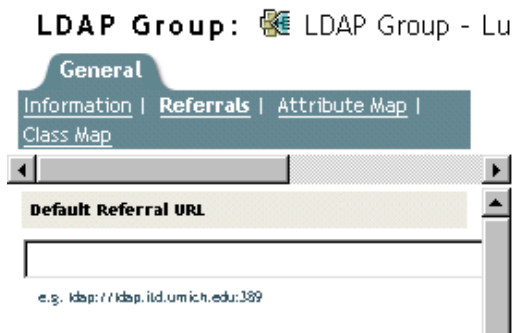 LDAP Group: LDAP Group - Lu
General
Information | Referrals | Attribute Map |
Class Map
Default Referral URL
e.g. ldap://ldap.itd.umich.edu:389